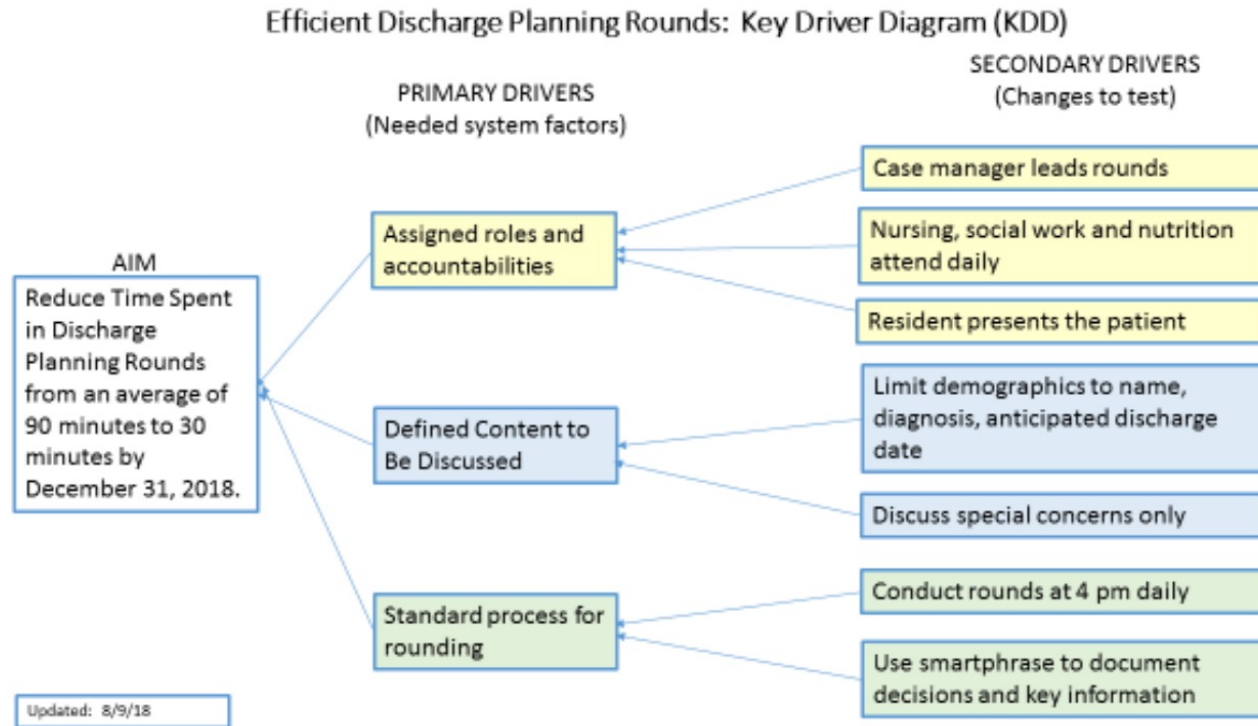 Efficient Discharge Planning Rounds: Key Driver Diagram (KDD)
SECONDARY DRIVERS
(Changes to test)
PRIMARY DRIVERS
(Needed system factors)
AIM
Reduce Time Spent
in Discharge
Planning Rounds
from an average of
90 minutes to 30
minutes by
December 31, 2018.
Assigned roles and
accountabilities
Defined Content to
Be Discussed
Standard process for
rounding
Case manager leads rounds
Nursing, social work and nutrition
attend daily
Resident presents the patient
Limit demographics to name,
diagnosis, anticipated discharge
date
Discuss special concerns only
Conduct rounds at 4 pm daily
Use smartphrase to document
decisions and key information
Updated: 8/9/18